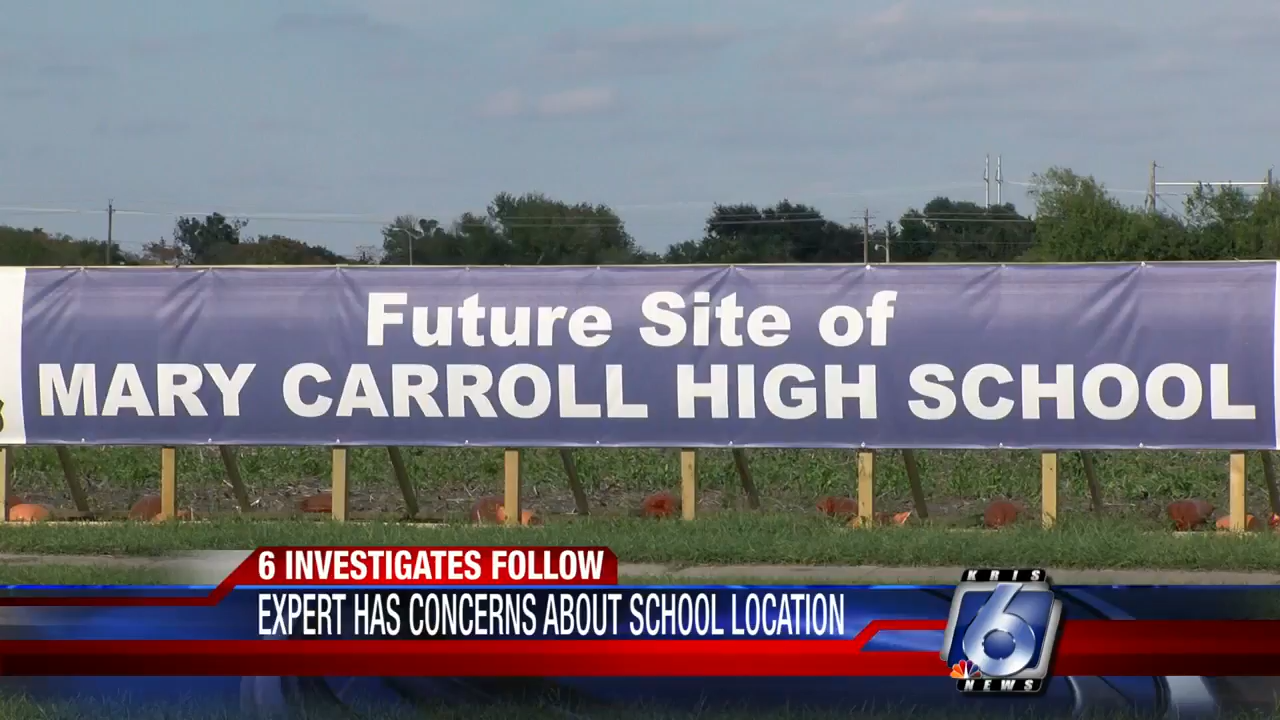 Future Site of
MARY CARROLL HIGH SCHOOL
6 INVESTIGATES FOLLOW
EXPERT HAS CONCERNS ABOUT SCHOOL LOCATION
KRIS
6
NEWS